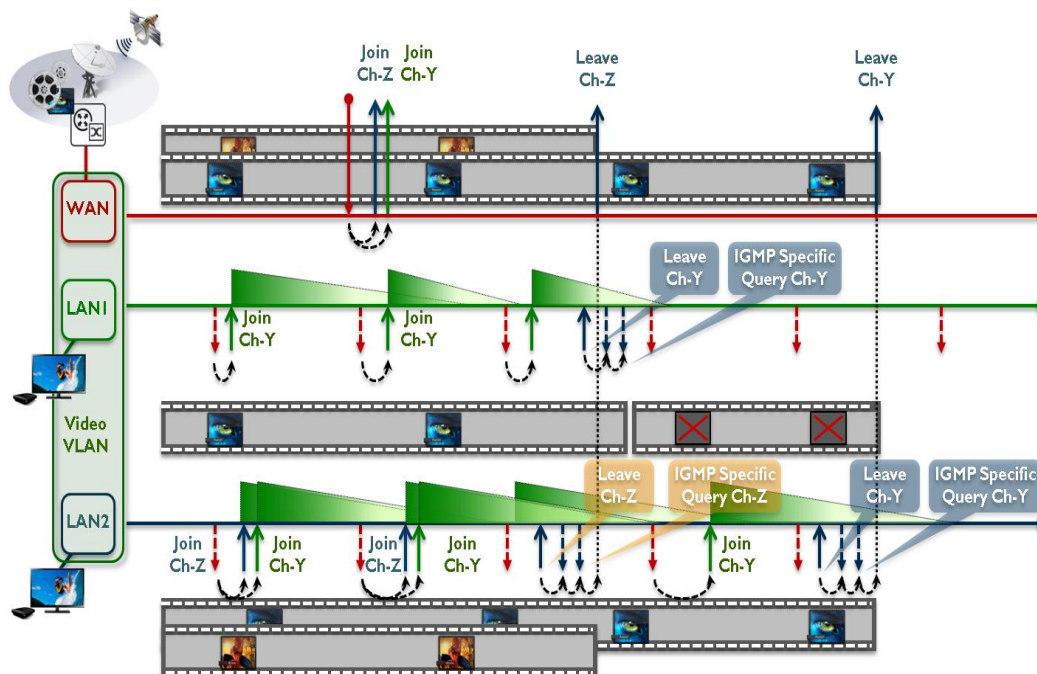 Join
Ch-Z
Join
Ch-Y
Leave
Ch-Z
Leave
Ch-Y
WAN
Leave
Ch-Y
IGMP Specific
Query Ch-Y
LAN1
Join
Ch-Y
Join
Ch-Y
Video
VLAN
Leave
Ch-Z
IGMP Specific
Query Ch-Z
Leave
Ch-Y
IGMP Specific
Query Ch-Y
LAN2
Join
Ch-Z
Join
Ch-Y
Join
Ch-Z
Join
Ch-Y
Join
Ch-Y